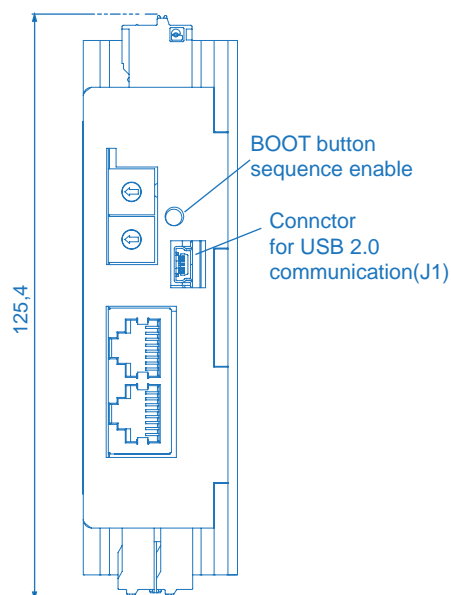 BOOT button
sequence enable
Connctor
for USB 2.0
communication(J1)
125,4